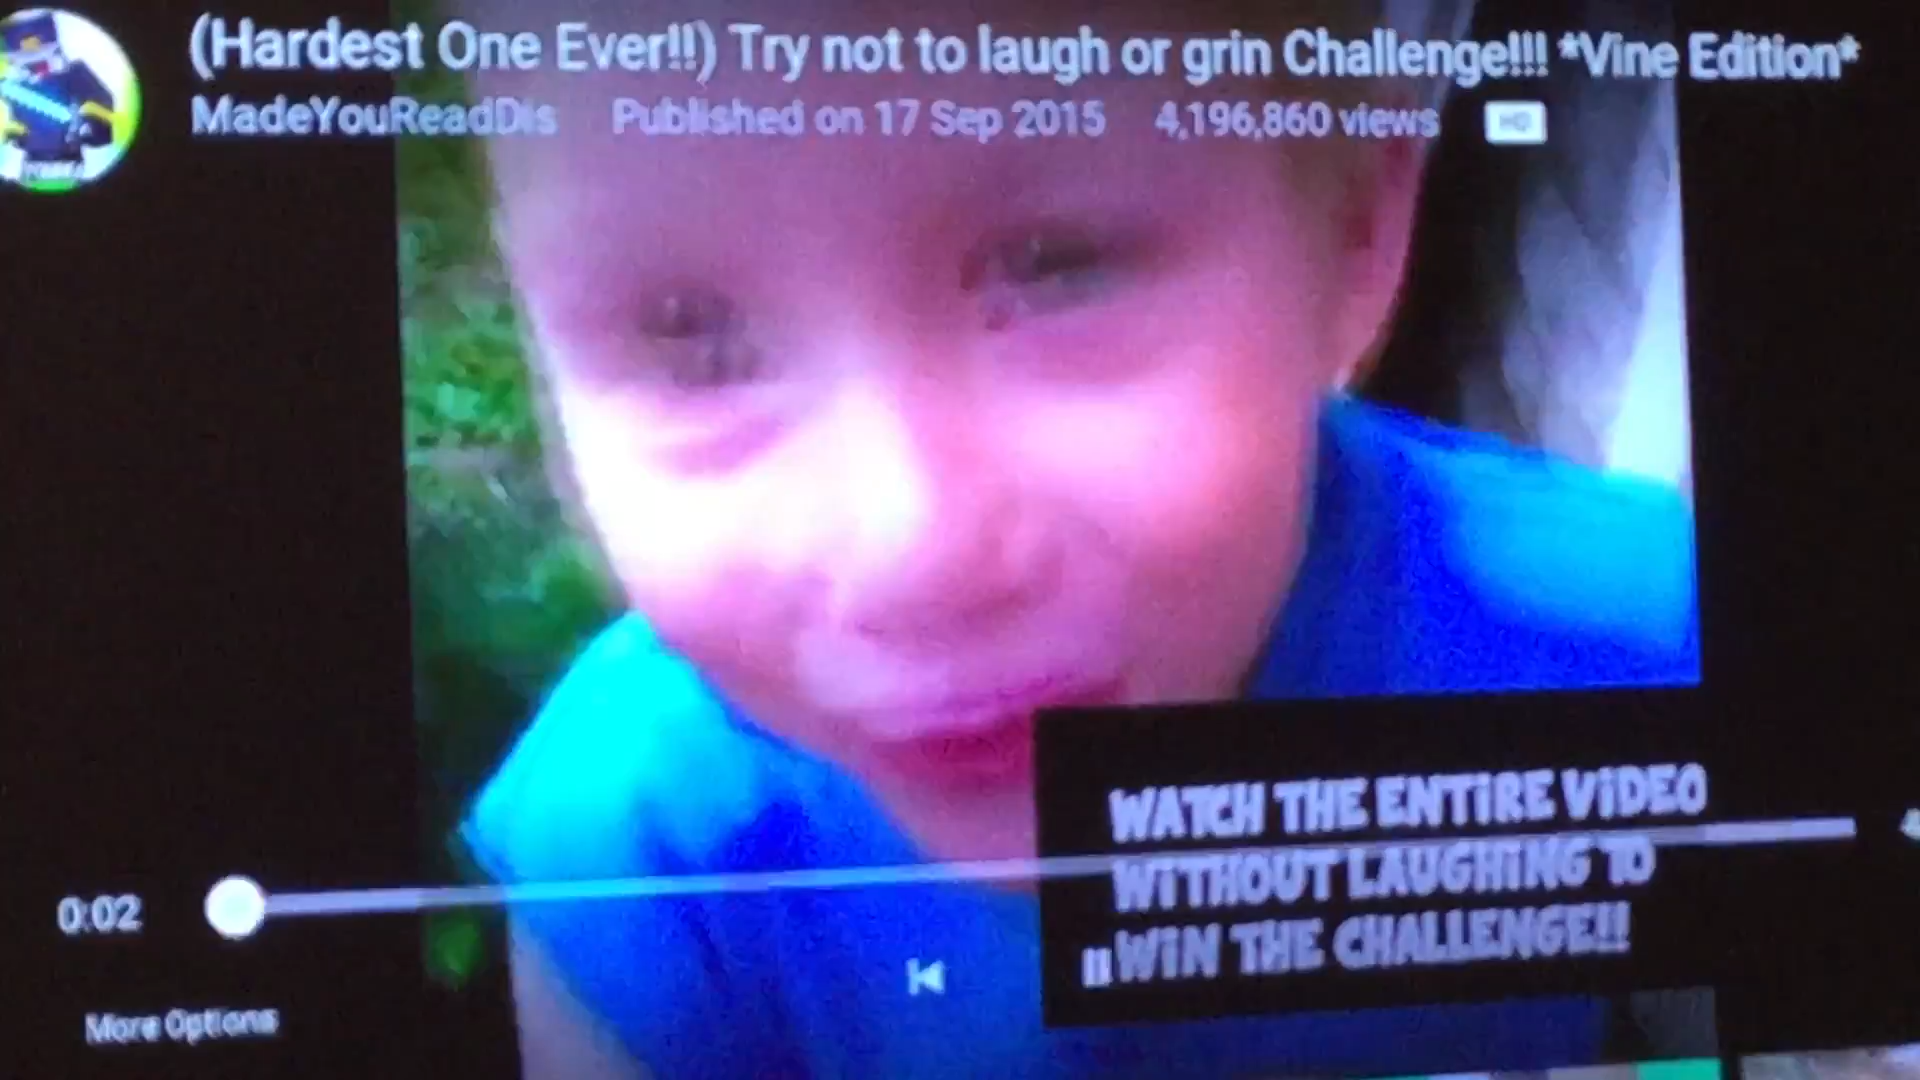 (Hardest One Ever!!) Try not to laugh or grin Challenge!!! *Vine Edition*
MadeYouReadDis Published on 17 Sep 2015 4,196,860 views HD
WATCH THE ENTIRE VIDEO
WITHOUT LAUGHING TO
WIN THE CHALLENGE!!
0:02
More Options